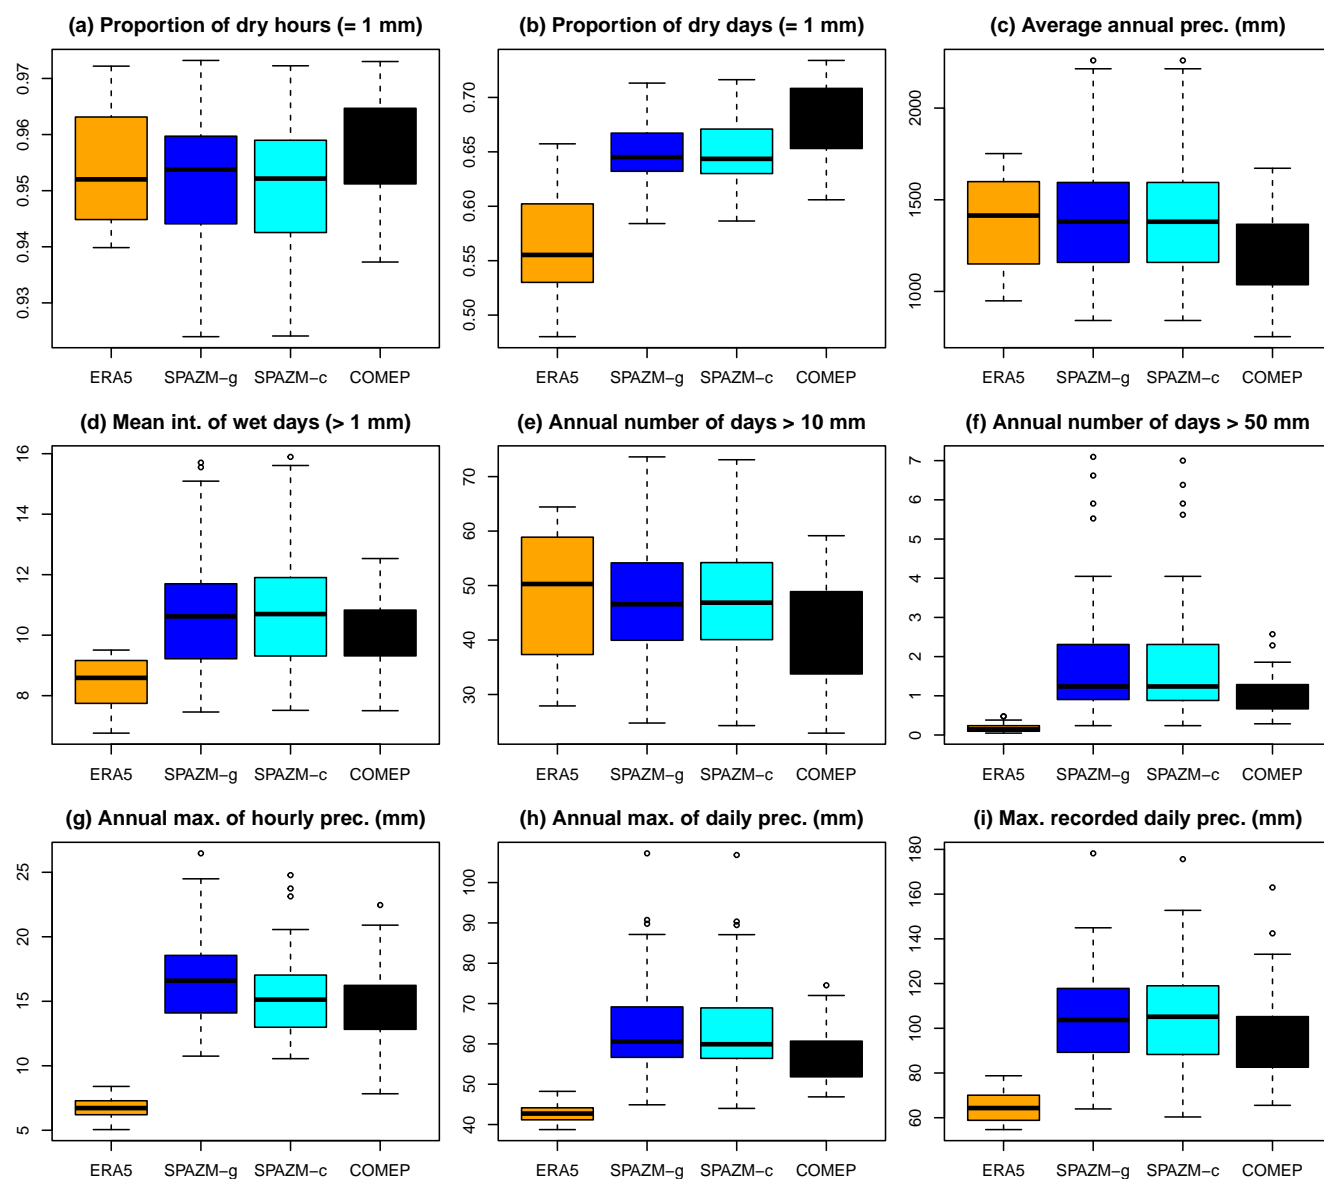 (a) Proportion of dry hours (= 1 mm)
(b) Proportion of dry days (= 1 mm)
(c) Average annual prec. (mm)
0.97
0.96
0.95
0.94
0.93
ERA5 SPAZM−g SPAZM−c COMEP
0.70
0.65
0.60
0.55
0.50
ERA5 SPAZM−g SPAZM−c COMEP
2000
1500
1000
ERA5 SPAZM−g SPAZM−c COMEP
(d) Mean int. of wet days (> 1 mm)
(e) Annual number of days > 10 mm
(f) Annual number of days > 50 mm
16
14
12
10
8
ERA5 SPAZM−g SPAZM−c COMEP
70
60
50
40
30
ERA5 SPAZM−g SPAZM−c COMEP
7
6
5
4
3
2
1
0
ERA5 SPAZM−g SPAZM−c COMEP
(g) Annual max. of hourly prec. (mm)
(h) Annual max. of daily prec. (mm)
(i) Max. recorded daily prec. (mm)
25
20
15
10
5
ERA5 SPAZM−g SPAZM−c COMEP
100
90
80
70
60
50
40
ERA5 SPAZM−g SPAZM−c COMEP
180
160
140
120
100
80
60
ERA5 SPAZM−g SPAZM−c COMEP